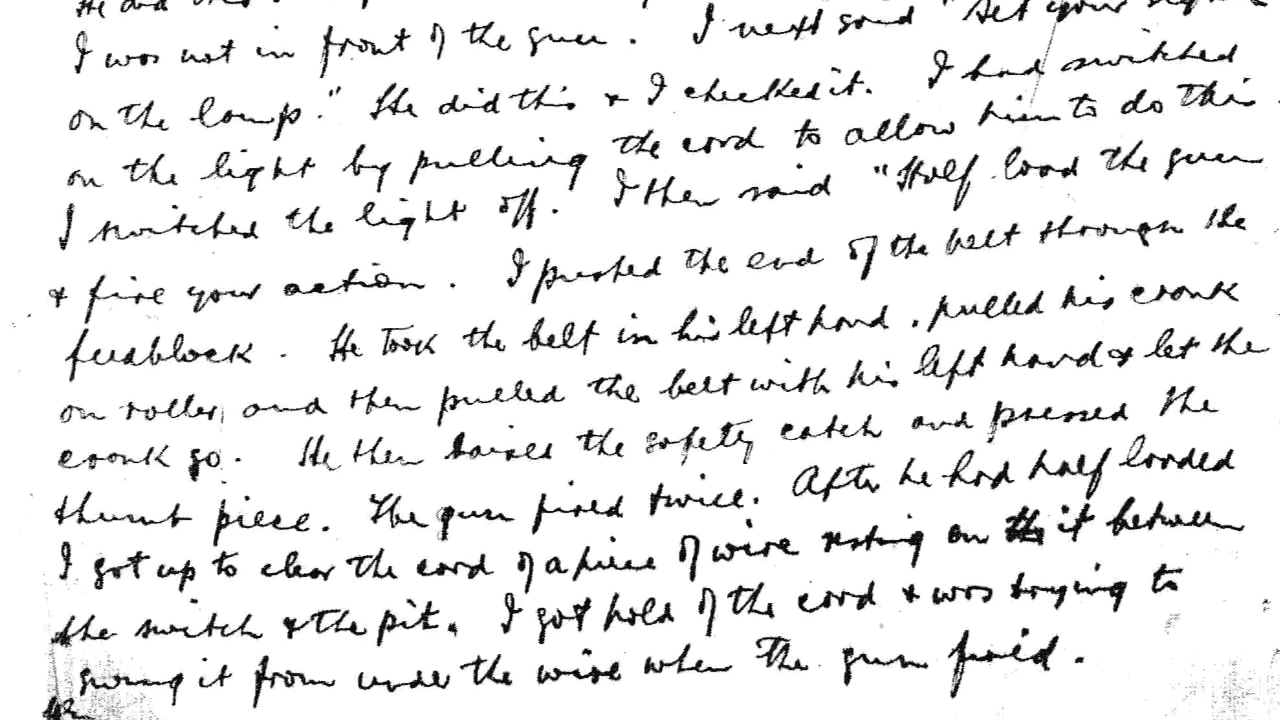 He did this.
I was not in front of the gun. I next said "Set your sights
on the lamp." He did this & I checked it. I had switched
on the light by pulling the cord to allow him to do this.
I switched the light off. I then said "Half load the gun
& fire your action. I pushed the end of the belt through the
feedblock. He took the belt in his left hand, pulled his crank
on roller, and then pulled the belt with his left hand & let the
crank go. He then raised the safety catch and pressed the
thumb piece. The gun fired twice. After he had half loaded
I got up to clear the cord of a piece of wire resting on it between
the switch & the pit. I got hold of the cord & was trying to
swing it from under the wire when the gun fired.